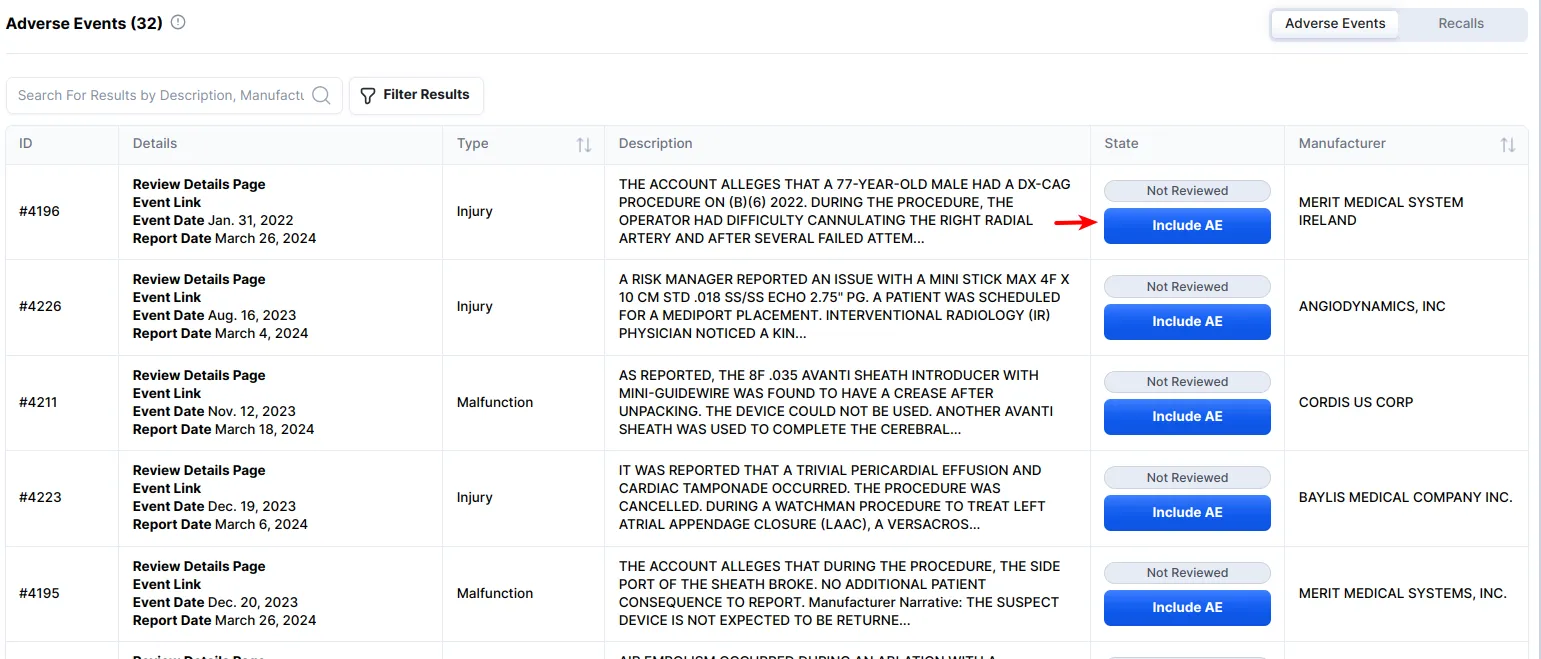 Adverse Events (32)
Adverse Events
Recalls
Search For Results by Description, Manufactu
Filter Results
ID
Details
Type
Description
State
Manufacturer
#4196
Review Details Page
Event Link
Event Date Jan. 31, 2022
Report Date March 26, 2024
Injury
THE ACCOUNT ALLEGES THAT A 77-YEAR-OLD MALE HAD A DX-CAG
PROCEDURE ON (B)(6) 2022. DURING THE PROCEDURE, THE
OPERATOR HAD DIFFICULTY CANNULATING THE RIGHT RADIAL
ARTERY AND AFTER SEVERAL FAILED ATTEM...
Not Reviewed
Include AE
MERIT MEDICAL SYSTEM
IRELAND
#4226
Review Details Page
Event Link
Event Date Aug. 16, 2023
Report Date March 4, 2024
Injury
A RISK MANAGER REPORTED AN ISSUE WITH A MINI STICK MAX 4F X
10 CM STD .018 SS/SS ECHO 2.75" PG. A PATIENT WAS SCHEDULED
FOR A MEDIPORT PLACEMENT. INTERVENTIONAL RADIOLOGY (IR)
PHYSICIAN NOTICED A KIN...
Not Reviewed
Include AE
ANGIODYNAMICS, INC
#4211
Review Details Page
Event Link
Event Date Nov. 12, 2023
Report Date March 18, 2024
Malfunction
AS REPORTED, THE 8F .035 AVANTI SHEATH INTRODUCER WITH
MINI-GUIDEWIRE WAS FOUND TO HAVE A CREASE AFTER
UNPACKING. THE DEVICE COULD NOT BE USED. ANOTHER AVANTI
SHEATH WAS USED TO COMPLETE THE CEREBRAL...
Not Reviewed
Include AE
CORDIS US CORP
#4223
Review Details Page
Event Link
Event Date Dec. 19, 2023
Report Date March 6, 2024
Injury
IT WAS REPORTED THAT A TRIVIAL PERICARDIAL EFFUSION AND
CARDIAC TAMPONADE OCCURRED. THE PROCEDURE WAS
CANCELLED. DURING A WATCHMAN PROCEDURE TO TREAT LEFT
ATRIAL APPENDAGE CLOSURE (LAAC), A VERSACROS...
Not Reviewed
Include AE
BAYLIS MEDICAL COMPANY INC.
#4195
Review Details Page
Event Link
Event Date Dec. 20, 2023
Report Date March 26, 2024
Malfunction
THE ACCOUNT ALLEGES THAT DURING THE PROCEDURE, THE SIDE
PORT OF THE SHEATH BROKE. NO ADDITIONAL PATIENT
CONSEQUENCE TO REPORT. Manufacturer Narrative: THE SUSPECT
DEVICE IS NOT EXPECTED TO BE RETURNE...
Not Reviewed
Include AE
MERIT MEDICAL SYSTEMS, INC.
Review Details Page
AIR EMBOLISM OCCURRED DURING AN ABLATION WITH A